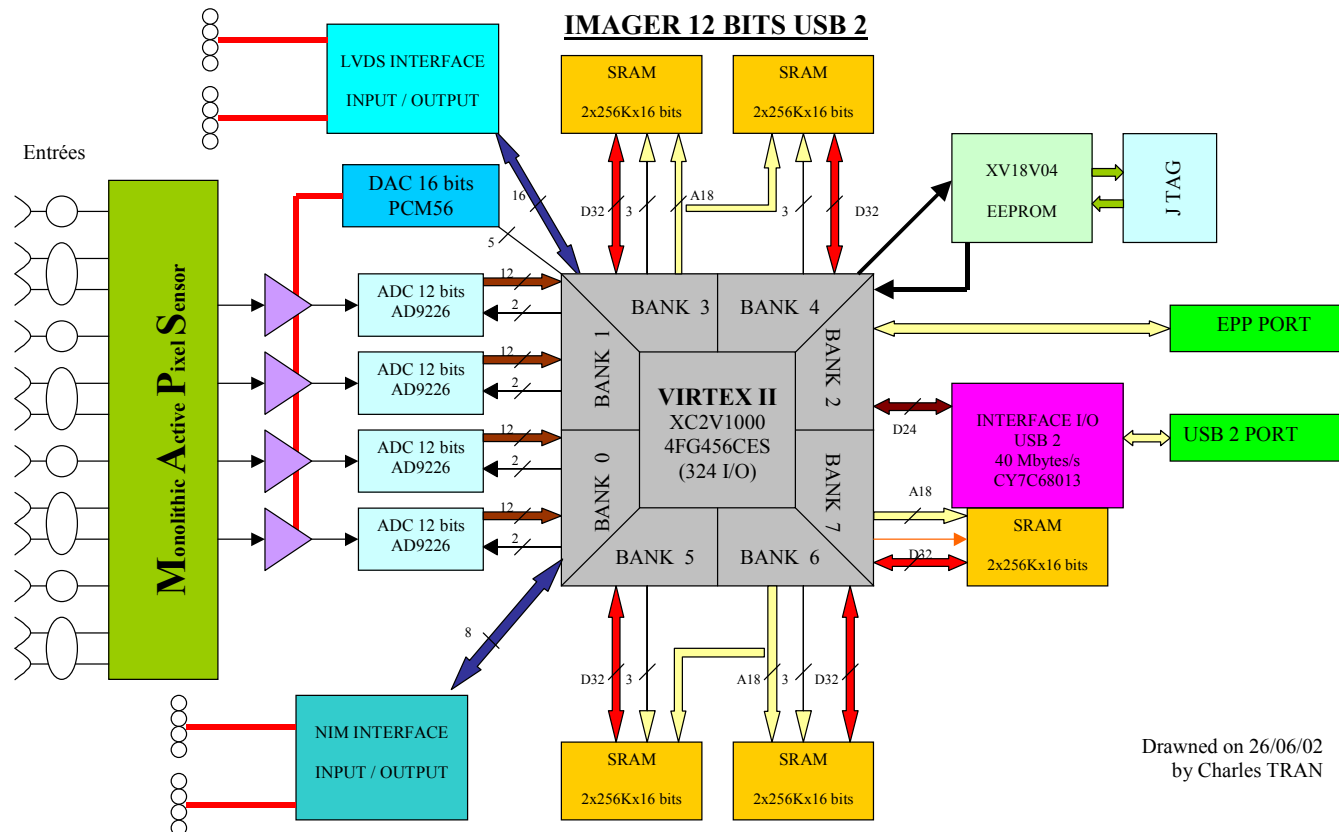 IMAGER 12 BITS USB 2
LVDS INTERFACE
INPUT / OUTPUT
SRAM
2x256Kx16 bits
SRAM
2x256Kx16 bits
Entrées
DAC 16 bits
PCM56
16
5
D32
3
A18
3
D32
XV18V04
EEPROM
JTAG
Monolithic Active Pixel Sensor
ADC 12 bits
AD9226
12
2
ADC 12 bits
AD9226
12
2
ADC 12 bits
AD9226
12
2
ADC 12 bits
AD9226
12
2
BANK 3
BANK 4
BANK 1
BANK 2
VIRTEX II
XC2V1000
4FG456CES
(324 I/O)
BANK 0
BANK 7
BANK 5
BANK 6
EPP PORT
D24
INTERFACE I/O
USB 2
40 Mbytes/s
CY7C68013
USB 2 PORT
A18
D32
SRAM
2x256Kx16 bits
8
D32
3
A18
3
D32
NIM INTERFACE
INPUT / OUTPUT
SRAM
2x256Kx16 bits
SRAM
2x256Kx16 bits
Drawned on 26/06/02
by Charles TRAN